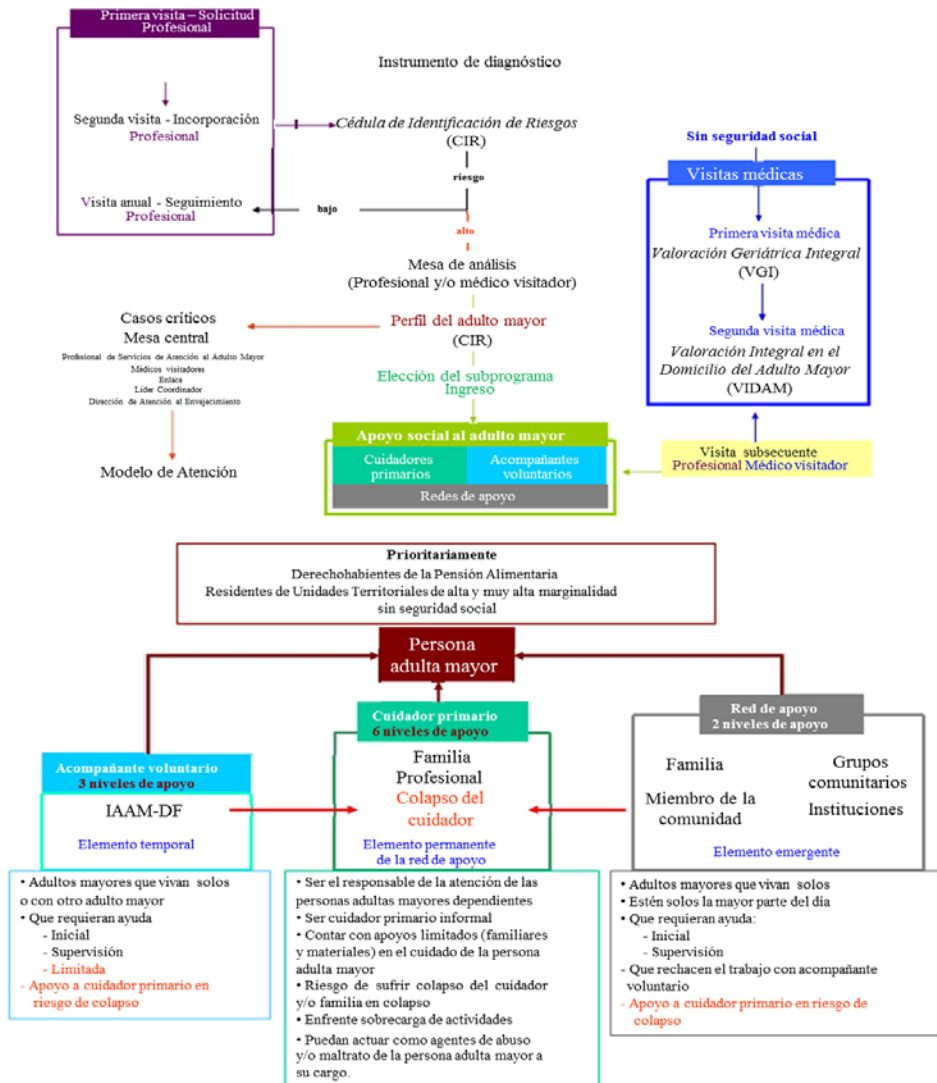 Primera visita – Solicitud
Profesional
Segunda visita - Incorporación
Profesional
Visita anual - Seguimiento
Profesional
Instrumento de diagnóstico
Cédula de Identificación de Riesgos
(CIR)
riesgo
bajo
alto
Mesa de análisis
(Profesional y/o médico visitador)
Perfil del adulto mayor
(CIR)
Elección del subprograma
Ingreso
Casos críticos
Mesa central
Profesional de Servicios de Atención al Adulto Mayor
Médicos visitadores
Enlace
Líder Coordinador
Dirección de Atención al Envejecimiento
Modelo de Atención
Apoyo social al adulto mayor
Cuidadores
primarios
Acompañantes
voluntarios
Redes de apoyo
Sin seguridad social
Visitas médicas
Primera visita médica
Valoración Geriátrica Integral
(VGI)
Segunda visita médica
Valoración Integral en el
Domicilio del Adulto Mayor
(VIDAM)
Visita subsecuente
Profesional Médico visitador
Prioritariamente
Derechohabientes de la Pensión Alimentaria
Residentes de Unidades Territoriales de alta y muy alta marginalidad
sin seguridad social
Persona
adulta mayor
Acompañante voluntario
3 niveles de apoyo
IAAM-DF
Elemento temporal
• Adultos mayores que vivan solos
o con otro adulto mayor
• Que requieran ayuda
- Inicial
- Supervisión
- Limitada
- Apoyo a cuidador primario en
riesgo de colapso
Cuidador primario
6 niveles de apoyo
Familia
Profesional
Colapso del
cuidador
Elemento permanente
de la red de apoyo
• Ser el responsable de la atención de las
personas adultas mayores dependientes
• Ser cuidador primario informal
• Contar con apoyos limitados (familiares
y materiales) en el cuidado de la persona
adulta mayor
• Riesgo de sufrir colapso del cuidador
y/o familia en colapso
• Enfrente sobrecarga de actividades
• Puedan actuar como agentes de abuso
y/o maltrato de la persona adulta mayor a
su cargo.
Red de apoyo
2 niveles de apoyo
Familia
Miembro de la
comunidad
Grupos
comunitarios
Instituciones
Elemento emergente
• Adultos mayores que vivan solos
• Estén solos la mayor parte del día
• Que requieran ayuda:
- Inicial
- Supervisión
- Que rechacen el trabajo con acompañante
voluntario
- Apoyo a cuidador primario en riesgo de
colapso